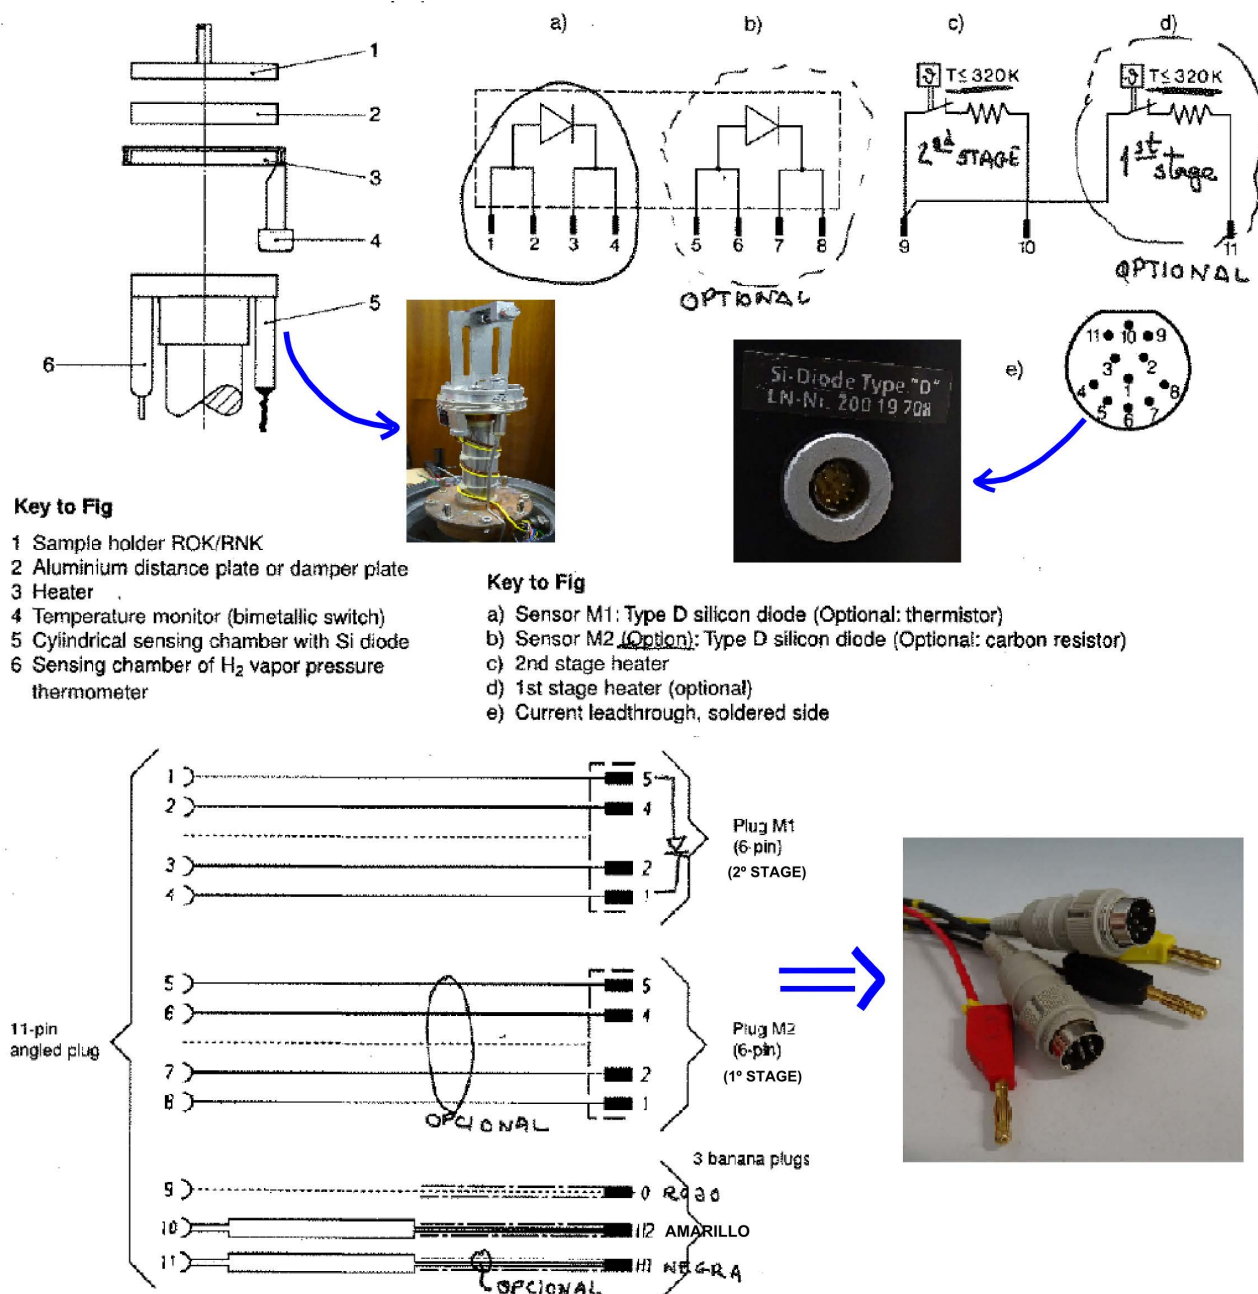 a)
b)
c)
d)
1
2
3
4
5
6
1 2 3 4
5 6 7 8
OPTIONAL
T≤320K
2nd STAGE
9 10
T≤320K
1st stage
11
OPTIONAL
e)
11 10 9
3 2
4 1 8
5 6 7
Si-Diode Type "D"
LN-Nr. 200 19 708
Key to Fig
1 Sample holder ROK/RNK
2 Aluminium distance plate or damper plate
3 Heater
4 Temperature monitor (bimetallic switch)
5 Cylindrical sensing chamber with Si diode
6 Sensing chamber of H2 vapor pressure
thermometer
Key to Fig
a) Sensor M1: Type D silicon diode (Optional: thermistor)
b) Sensor M2 (Option): Type D silicon diode (Optional: carbon resistor)
c) 2nd stage heater
d) 1st stage heater (optional)
e) Current leadthrough, soldered side
11-pin
angled plug
1 5
2 4
3 2
4 1
Plug M1
(6-pin)
(2º STAGE)
5 5
6 4
7 2
8 1
OPCIONAL
Plug M2
(6-pin)
(1º STAGE)
3 banana plugs
9 0 ROJO
10 H2 AMARILLO
11 H1 NEGRA
OPCIONAL